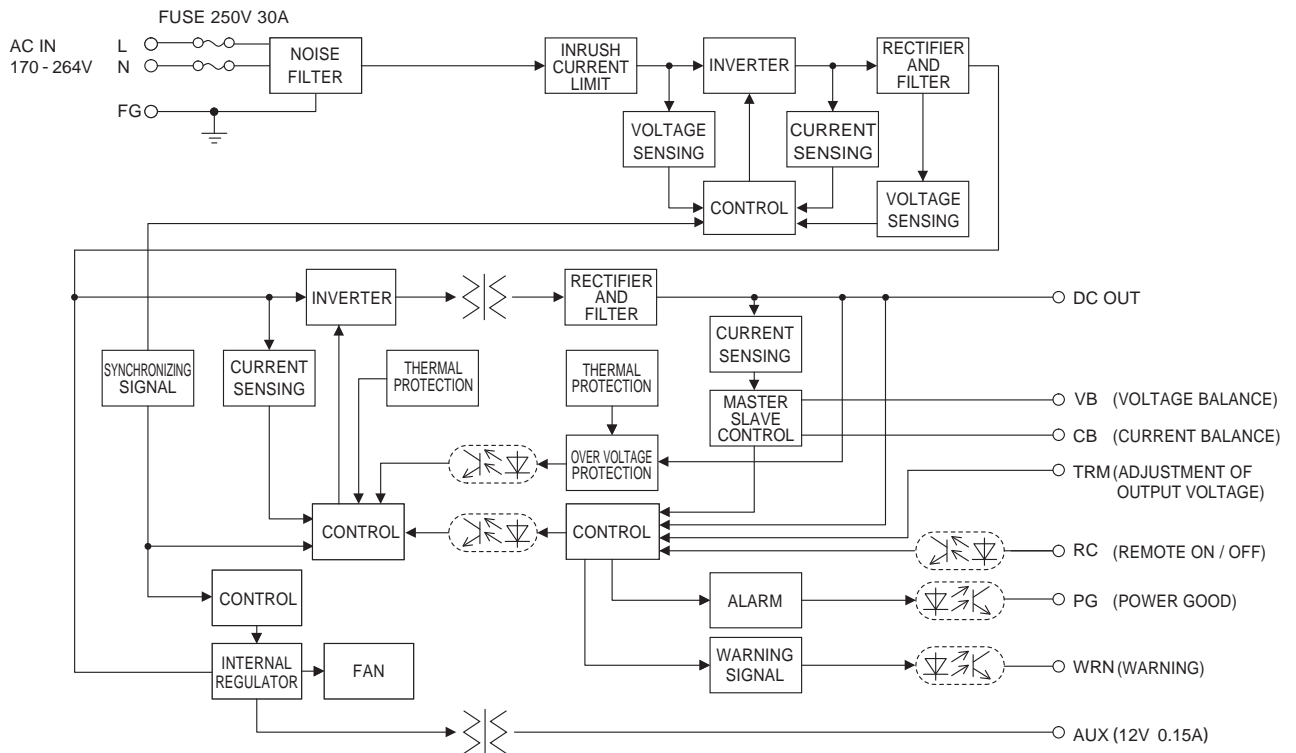 FUSE 250V 30A
AC IN
170 - 264V
L
N
FG
NOISE
FILTER
INRUSH
CURRENT
LIMIT
INVERTER
RECTIFIER
AND
FILTER
VOLTAGE
SENSING
CURRENT
SENSING
CONTROL
VOLTAGE
SENSING
INVERTER
RECTIFIER
AND
FILTER
DC OUT
SYNCHRONIZING
SIGNAL
CURRENT
SENSING
THERMAL
PROTECTION
THERMAL
PROTECTION
CURRENT
SENSING
MASTER
SLAVE
CONTROL
VB (VOLTAGE BALANCE)
CB (CURRENT BALANCE)
OVER VOLTAGE
PROTECTION
TRM (ADJUSTMENT OF
OUTPUT VOLTAGE)
CONTROL
CONTROL
RC (REMOTE ON / OFF)
CONTROL
ALARM
PG (POWER GOOD)
INTERNAL
REGULATOR
FAN
WARNING
SIGNAL
WRN (WARNING)
AUX (12V 0.15A)